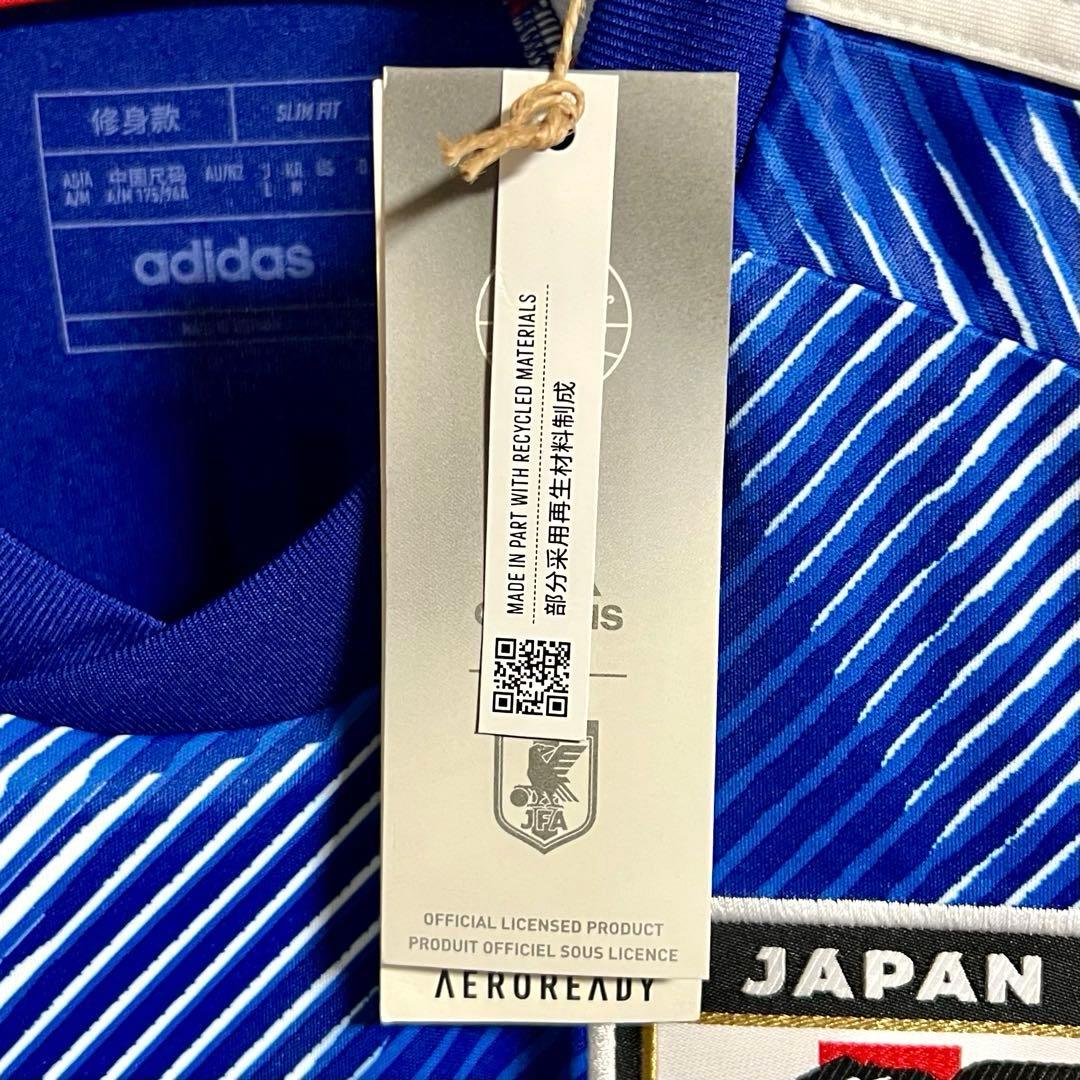 修身款
SLIM FIT
ASIA 中国尺码 AU/NZ J KR
A/M A/M 175/96A L
adidas
MADE IN PART WITH RECYCLED MATERIALS
部分采用再生材料制成
JFA
OFFICIAL LICENSED PRODUCT
PRODUIT OFFICIEL SOUS LICENCE
AEROREADY
JAPAN